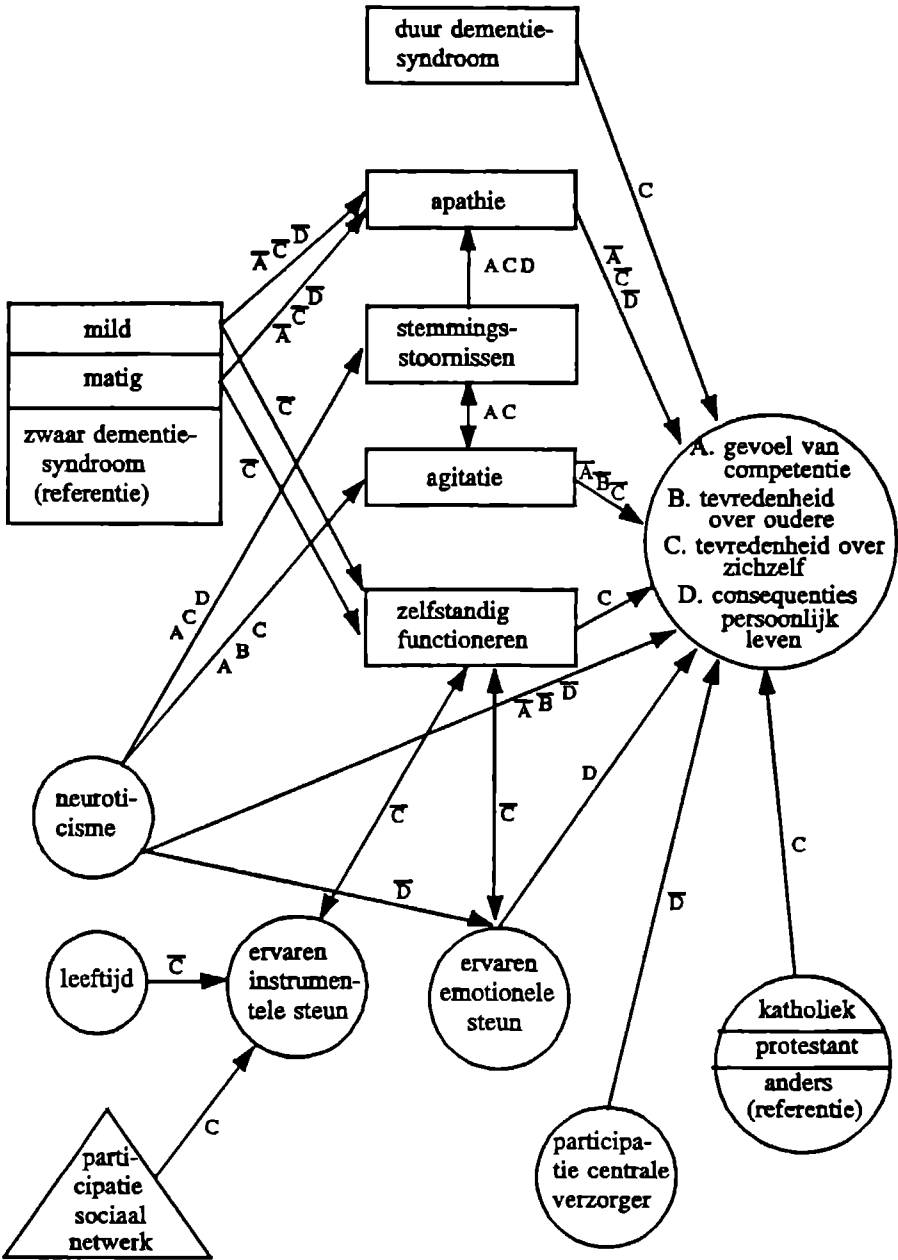 duur dementie-
syndroom
C
apathie
A̅ C̅ D̅
A̅ C̅ D̅
A C D
A̅
C̅
D̅
mild
matig
zwaar dementie-
syndroom
(referentie)
stemmings-
stoornissen
C̅
C̅
A C
agitatie
A̅ B̅ C̅
A. gevoel van
competentie
B. tevredenheid
over oudere
C. tevredenheid over
zichzelf
D. consequenties
persoonlijk
leven
zelfstandig
functioneren
C
A C D
A B C
A̅ B̅ D̅
neuroti-
cisme
C̅
C̅
D
D̅
D̅
C
leeftijd
C̅
ervaren
instrumen-
tele steun
ervaren
emotionele
steun
katholiek
protestant
anders
(referentie)
C
parti-
cipatie
sociaal
netwerk
participa-
tie centrale
verzorger